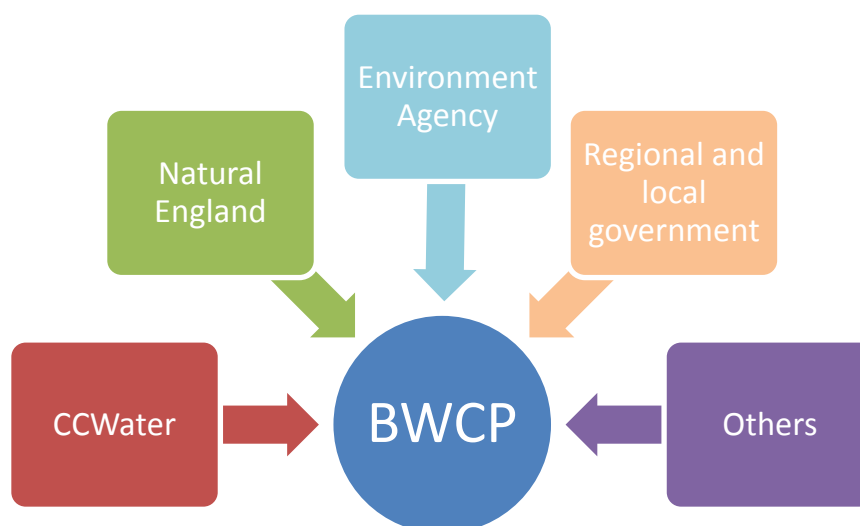 Environment
Agency
Natural
England
Regional and
local
government
CCWater
BWCP
Others